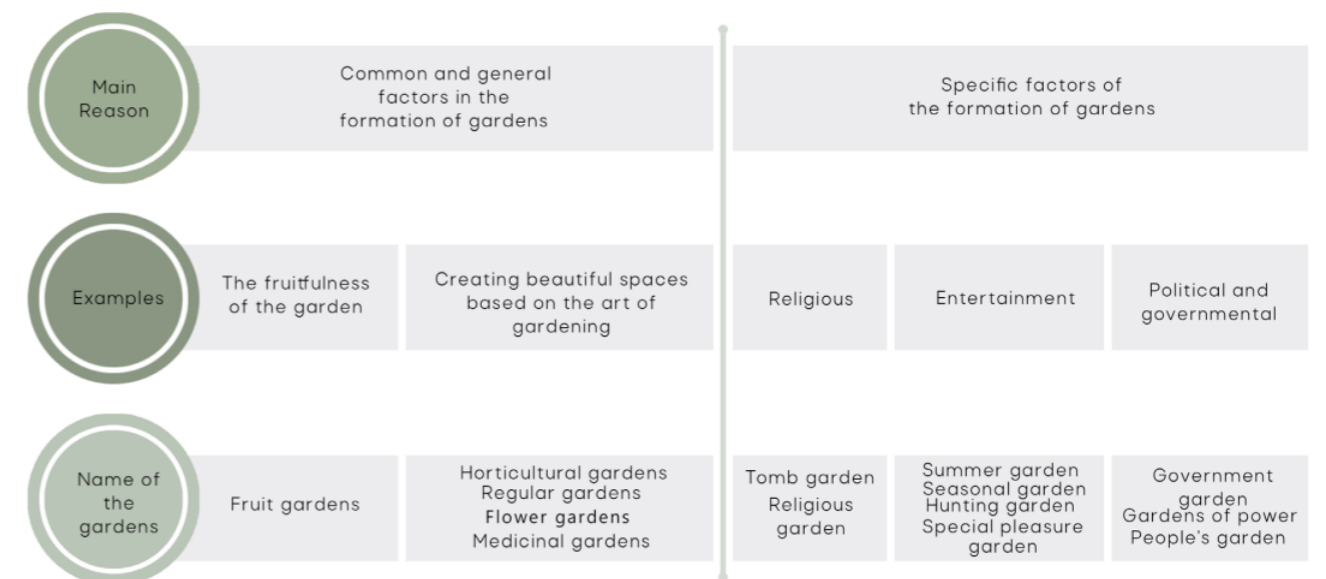 Main
Reason
Common and general
factors in the
formation of gardens
Specific factors of
the formation of gardens
Examples
The fruitfulness
of the garden
Creating beautiful spaces
based on the art of
gardening
Religious
Entertainment
Political and
governmental
Name of
the
gardens
Fruit gardens
Horticultural gardens
Regular gardens
Flower gardens
Medicinal gardens
Tomb garden
Religious
garden
Summer garden
Seasonal garden
Hunting garden
Special pleasure
garden
Government
garden
Gardens of power
People's garden